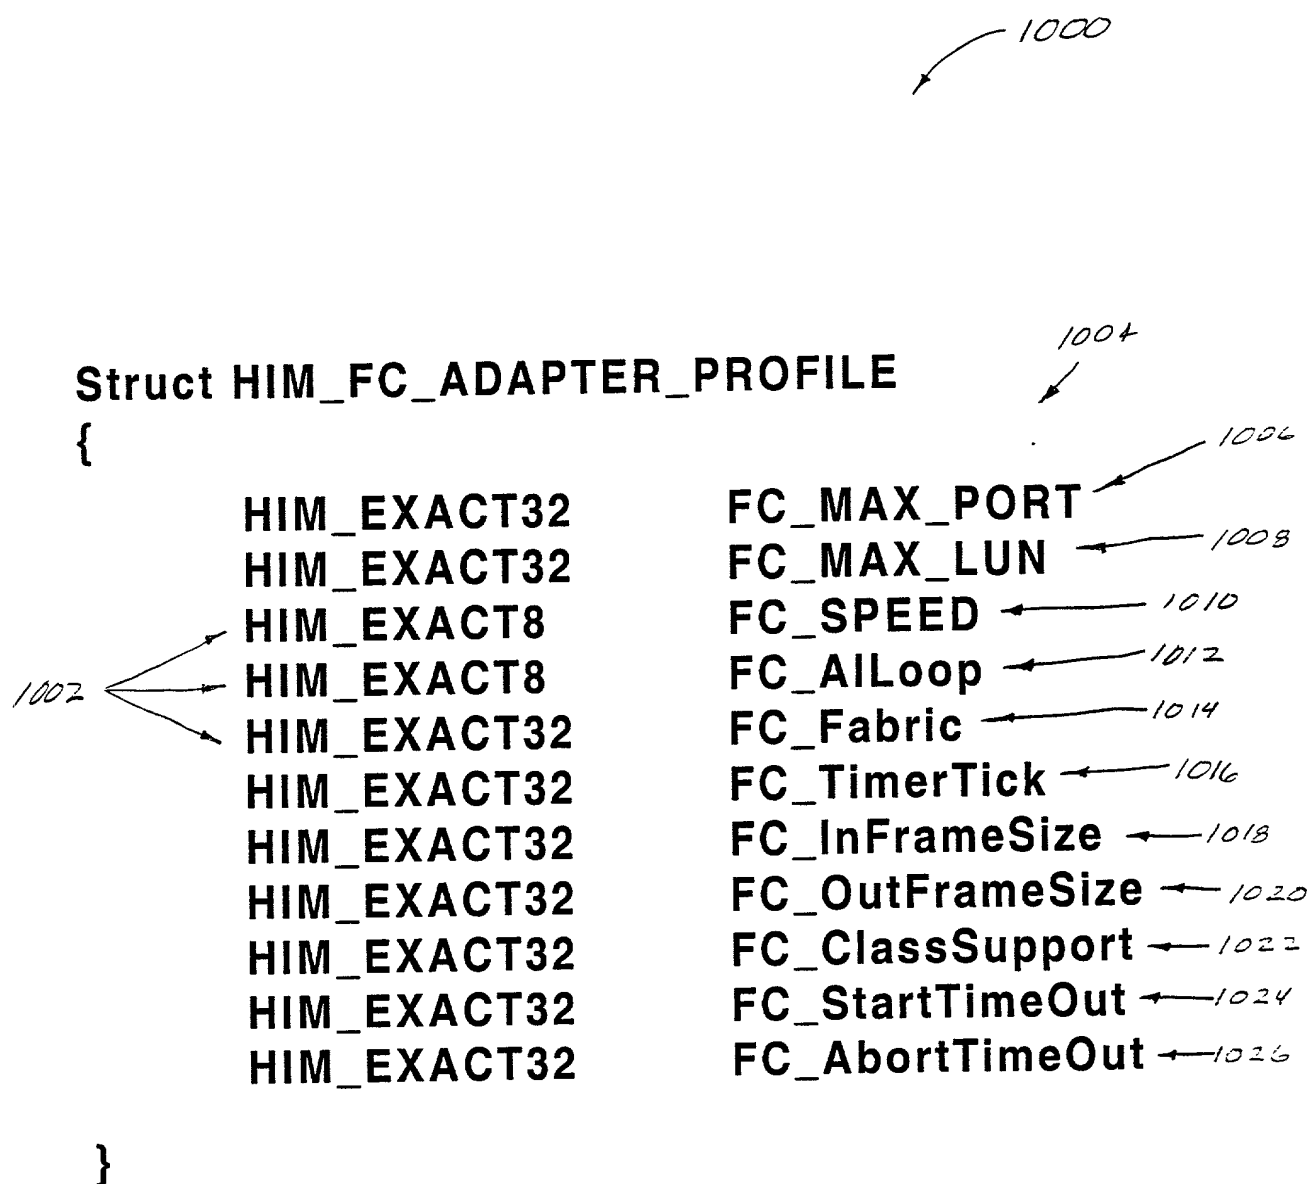 1000
1004
Struct HIM_FC_ADAPTER_PROFILE
{
HIM_EXACT32 FC_MAX_PORT 1006
HIM_EXACT32 FC_MAX_LUN 1008
HIM_EXACT8 FC_SPEED 1010
1002 HIM_EXACT8 FC_AlLoop 1012
HIM_EXACT32 FC_Fabric 1014
HIM_EXACT32 FC_TimerTick 1016
HIM_EXACT32 FC_InFrameSize 1018
HIM_EXACT32 FC_OutFrameSize 1020
HIM_EXACT32 FC_ClassSupport 1022
HIM_EXACT32 FC_StartTimeOut 1024
HIM_EXACT32 FC_AbortTimeOut 1026
}